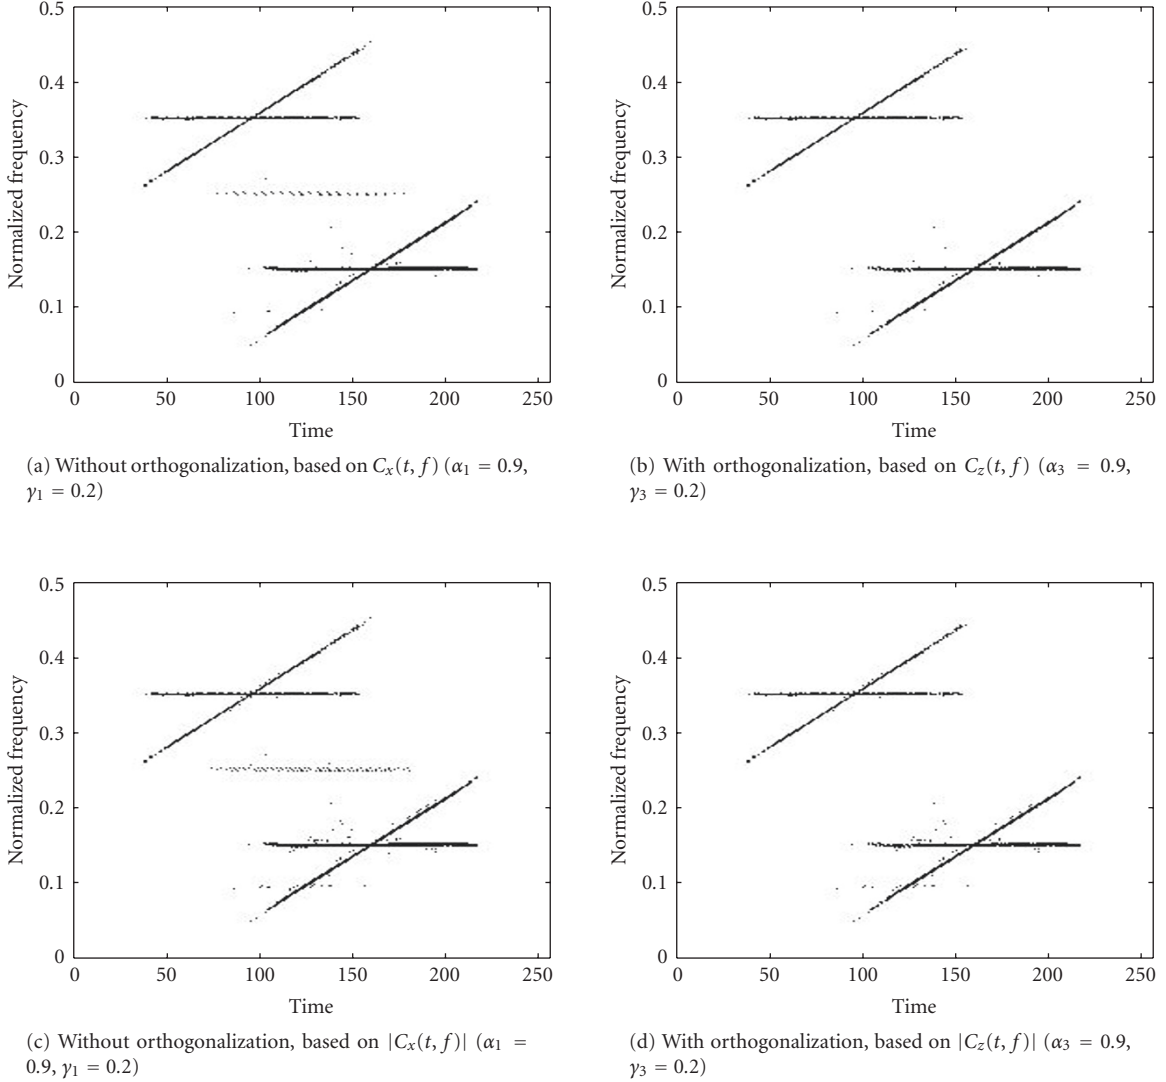 0.5
0.4
0.3
0.2
0.1
0
Normalized frequency
0 50 100 150 200 250
Time
(a) Without orthogonalization, based on Cₓ(t, f) (α₁ = 0.9,
γ₁ = 0.2)
0.5
0.4
0.3
0.2
0.1
0
Normalized frequency
0 50 100 150 200 250
Time
(b) With orthogonalization, based on C_z(t, f) (α₃ = 0.9,
γ₃ = 0.2)
0.5
0.4
0.3
0.2
0.1
0
Normalized frequency
0 50 100 150 200 250
Time
(c) Without orthogonalization, based on |Cₓ(t, f)| (α₁ =
0.9, γ₁ = 0.2)
0.5
0.4
0.3
0.2
0.1
0
Normalized frequency
0 50 100 150 200 250
Time
(d) With orthogonalization, based on |C_z(t, f)| (α₃ = 0.9,
γ₃ = 0.2)